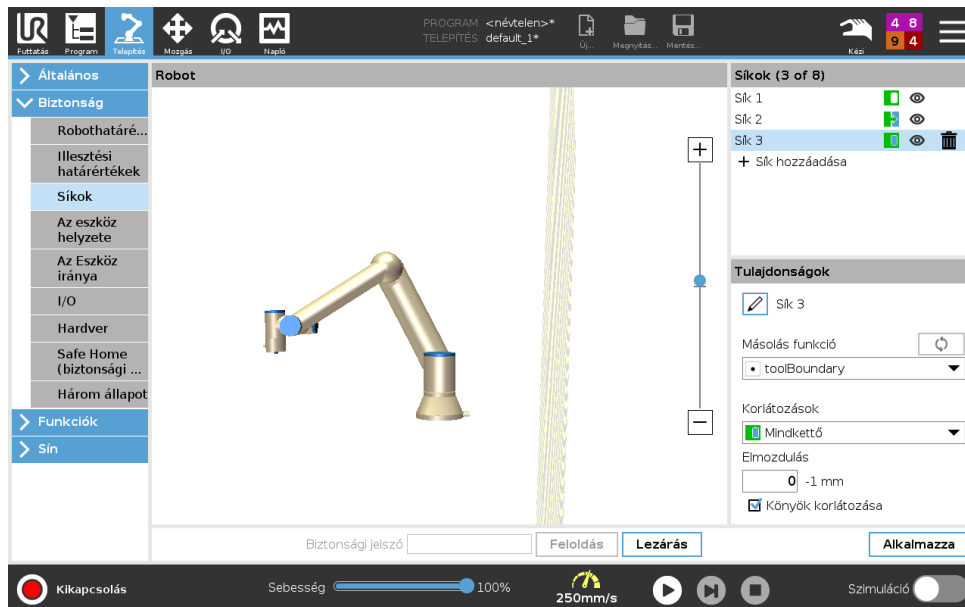 PROGRAM <névtelen>*
TELEPÍTÉS default_1*
Futtatás Program Telepítés Mozgás I/O Napló
Új... Megnyitás... Mentés...
Kézi
4 8
9 4
Általános
Biztonság
Robothatáré...
Illesztési
határértékek
Síkok
Az eszköz
helyzete
Az Eszköz
iránya
I/O
Hardver
Safe Home
(biztonsági ...
Három állapot
Funkciók
Sín
Robot
Síkok (3 of 8)
Sík 1
Sík 2
Sík 3
+ Sík hozzáadása
Tulajdonságok
Sík 3
Másolás funkció
toolBoundary
Korlátozások
Mindkettő
Elmozdulás
0 -1 mm
Könyök korlátozása
Biztonsági jelszó Feloldás Lezárás
Alkalmazza
Kikapcsolás
Sebesség 100%
250mm/s
Szimuláció